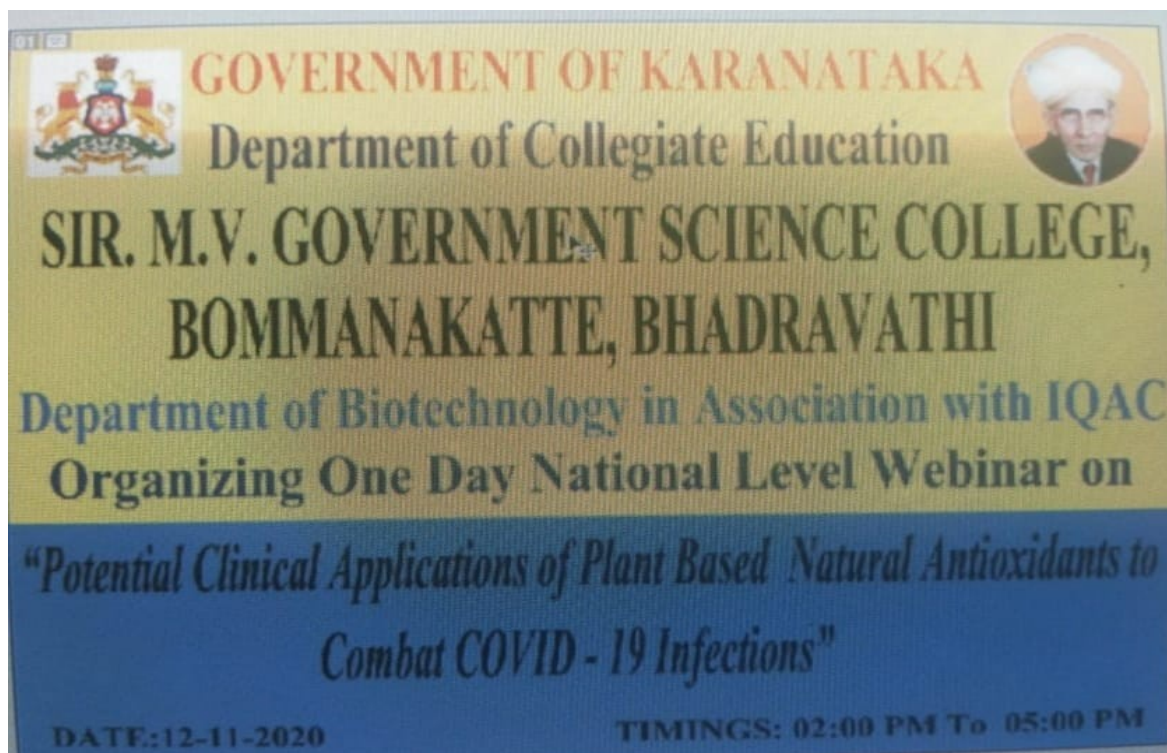 01
GOVERNMENT OF KARANATAKA
Department of Collegiate Education
SIR. M.V. GOVERNMENT SCIENCE COLLEGE,
BOMMANAKATTE, BHADRAVATHI
Department of Biotechnology in Association with IQAC
Organizing One Day National Level Webinar on
“Potential Clinical Applications of Plant Based Natural Antioxidants to
Combat COVID - 19 Infections”
DATE:12-11-2020 TIMINGS: 02:00 PM To 05:00 PM